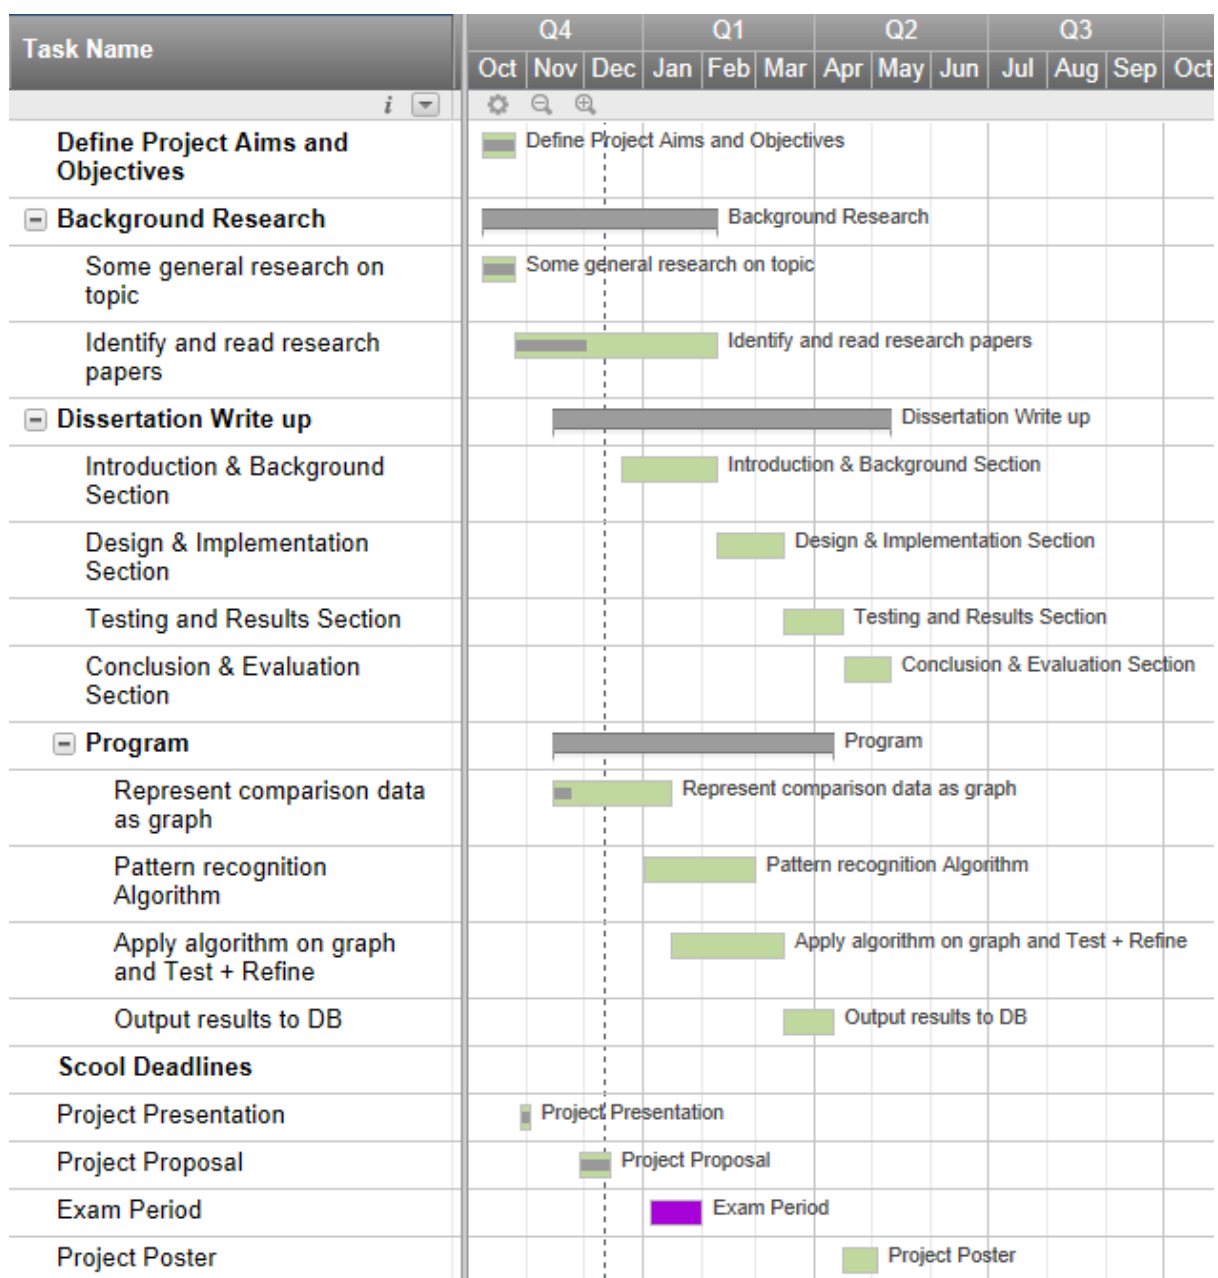 Task Name
Q4 Q1 Q2 Q3
Oct Nov Dec Jan Feb Mar Apr May Jun Jul Aug Sep Oct
i
Define Project Aims and
Objectives
Define Project Aims and Objectives
Background Research
Background Research
Some general research on
topic
Some general research on topic
Identify and read research
papers
Identify and read research papers
Dissertation Write up
Dissertation Write up
Introduction & Background
Section
Introduction & Background Section
Design & Implementation
Section
Design & Implementation Section
Testing and Results Section
Testing and Results Section
Conclusion & Evaluation
Section
Conclusion & Evaluation Section
Program
Program
Represent comparison data
as graph
Represent comparison data as graph
Pattern recognition
Algorithm
Pattern recognition Algorithm
Apply algorithm on graph
and Test + Refine
Apply algorithm on graph and Test + Refine
Output results to DB
Output results to DB
Scool Deadlines
Project Presentation
Project Presentation
Project Proposal
Project Proposal
Exam Period
Exam Period
Project Poster
Project Poster